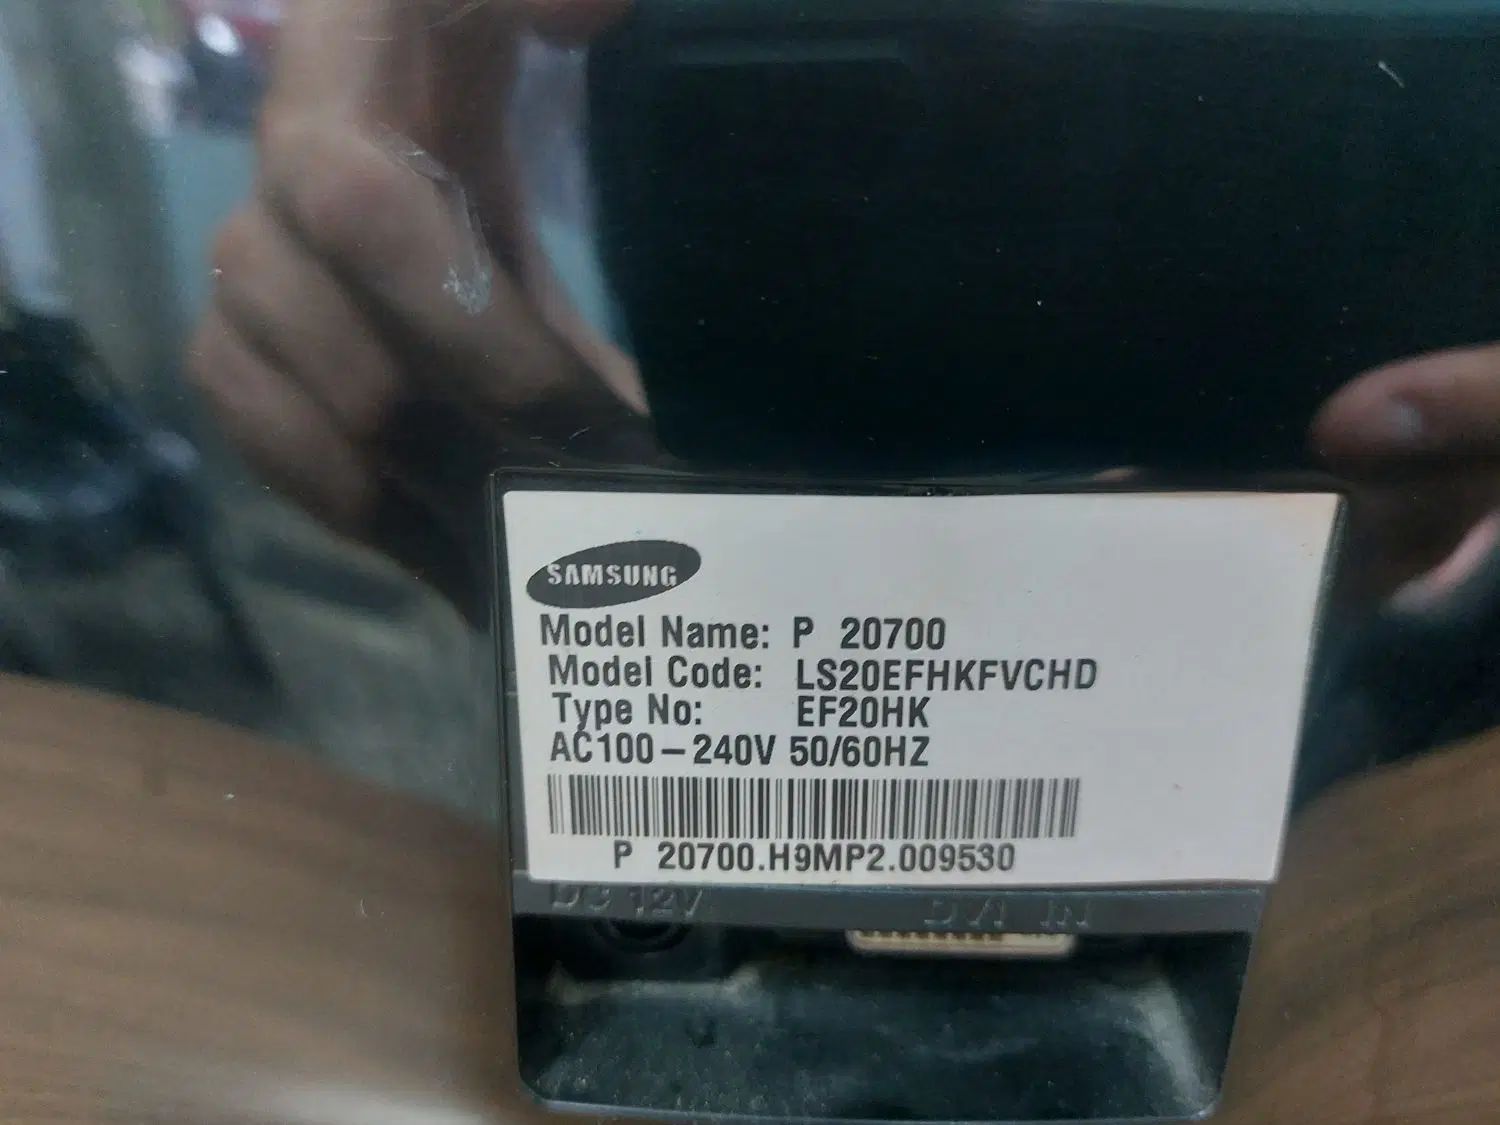 SAMSUNG
Model Name: P 20700
Model Code: LS20EFHKFVCHD
Type No: EF20HK
AC100-240V 50/60HZ
P 20700.H9MP2.009530
DC 12V
DVI IN